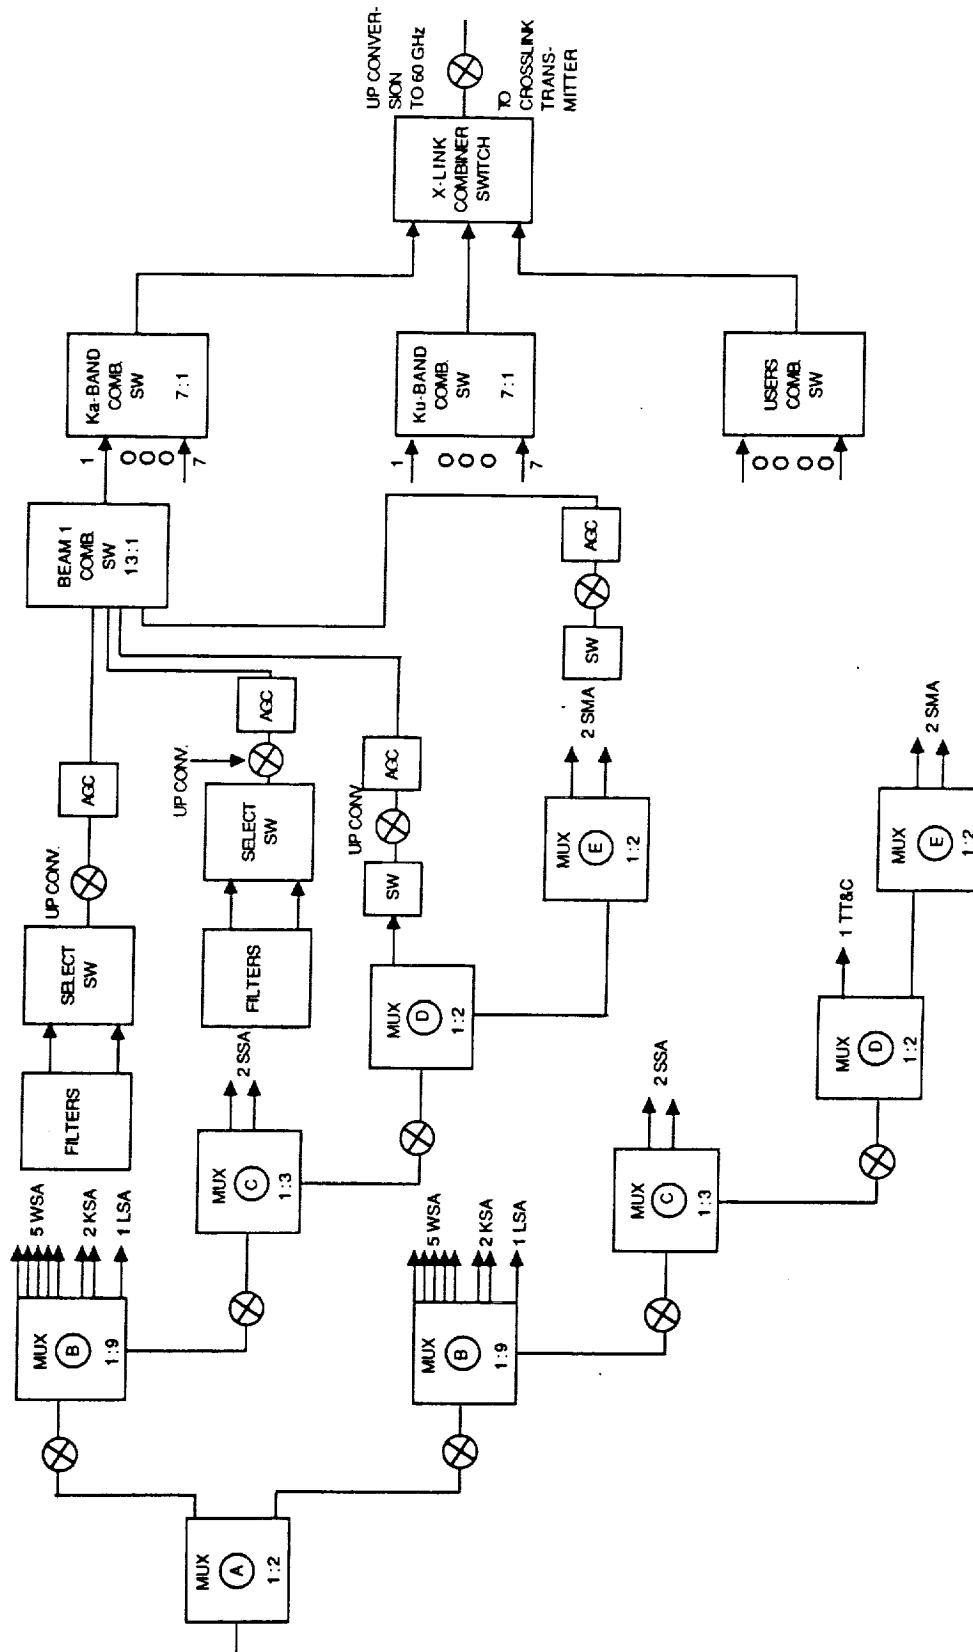 MUX
A
1:2
MUX
B
1:9
5 WSA
2 KSA
1 LSA
FILTERS
SELECT
SW
UP CONV.
AGC
BEAM 1
COMB.
SW
13:1
1
OOO
7
Ka-BAND
COMB.
SW
7:1
MUX
C
1:3
2 SSA
FILTERS
SELECT
SW
UP CONV.
AGC
MUX
D
1:2
SW
UP CONV
AGC
MUX
E
1:2
2 SMA
SW
AGC
1
OOO
7
Ku-BAND
COMB.
SW
7:1
MUX
B
1:9
5 WSA
2 KSA
1 LSA
MUX
C
1:3
2 SSA
MUX
D
1:2
1 TT&C
MUX
E
1:2
2 SMA
OOOO
USERS
COMB.
SW
X-LINK
COMBINER
SWITCH
UP CONVER-
SION
TO 60 GHz
TO
CROSSLINK
TRANS-
MITTER